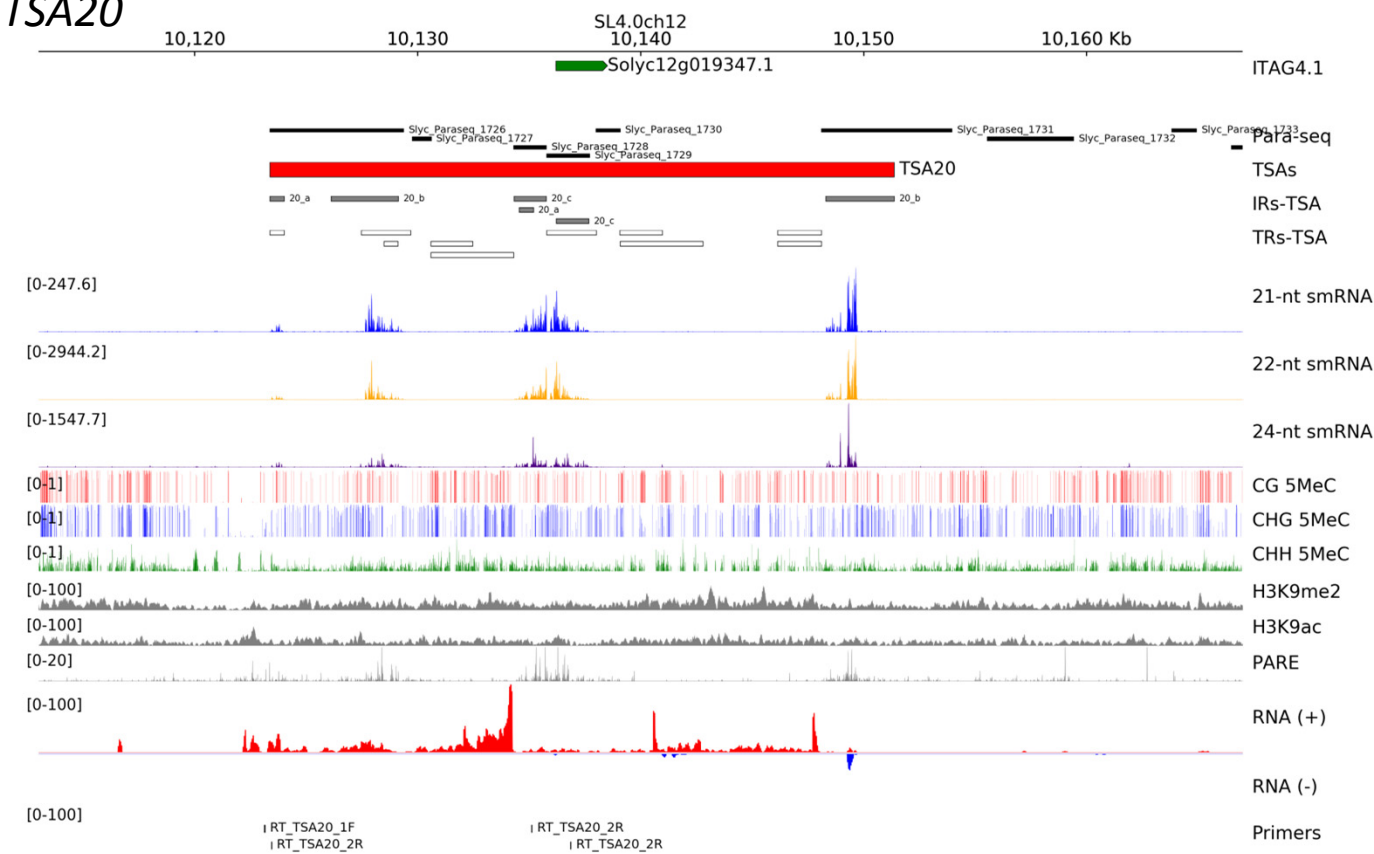 TSA20
SL4.0ch12
10,120 10,130 10,140 10,150 10,160 Kb
Solyc12g019347.1 ITAG4.1
Slyc_Paraseq_1726 Slyc_Paraseq_1730 Slyc_Paraseq_1731 Slyc_Paraseq_1733
Slyc_Paraseq_1727 Slyc_Paraseq_1732 Para-seq
Slyc_Paraseq_1728
Slyc_Paraseq_1729
TSA20 TSAs
20_a 20_b 20_c 20_b IRs-TSA
20_a
20_c
TRs-TSA
[0-247.6] 21-nt smRNA
[0-2944.2] 22-nt smRNA
[0-1547.7] 24-nt smRNA
[0-1] CG 5MeC
[0-1] CHG 5MeC
[0-1] CHH 5MeC
[0-100] H3K9me2
[0-100] H3K9ac
[0-20] PARE
[0-100] RNA (+)
RNA (-)
[0-100]
RT_TSA20_1F RT_TSA20_2R Primers
RT_TSA20_2R RT_TSA20_2R